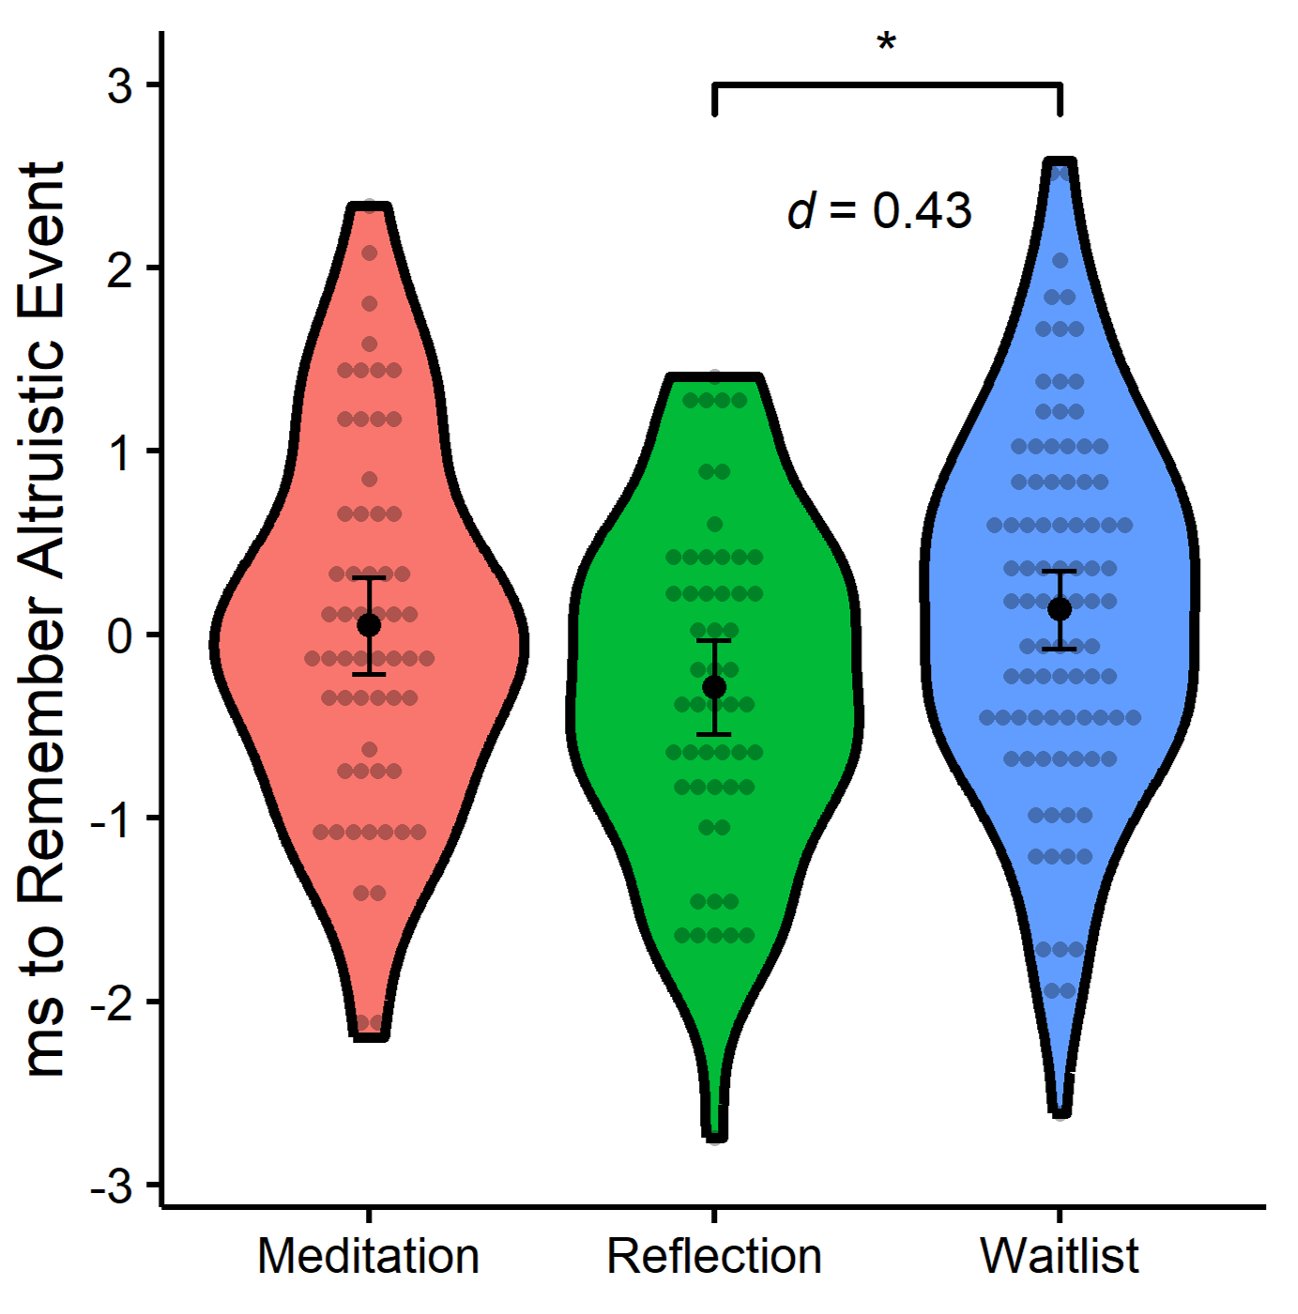 ms to Remember Altruistic Event
*
3
d = 0.43
2
1
0
-1
-2
-3
Meditation Reflection Waitlist